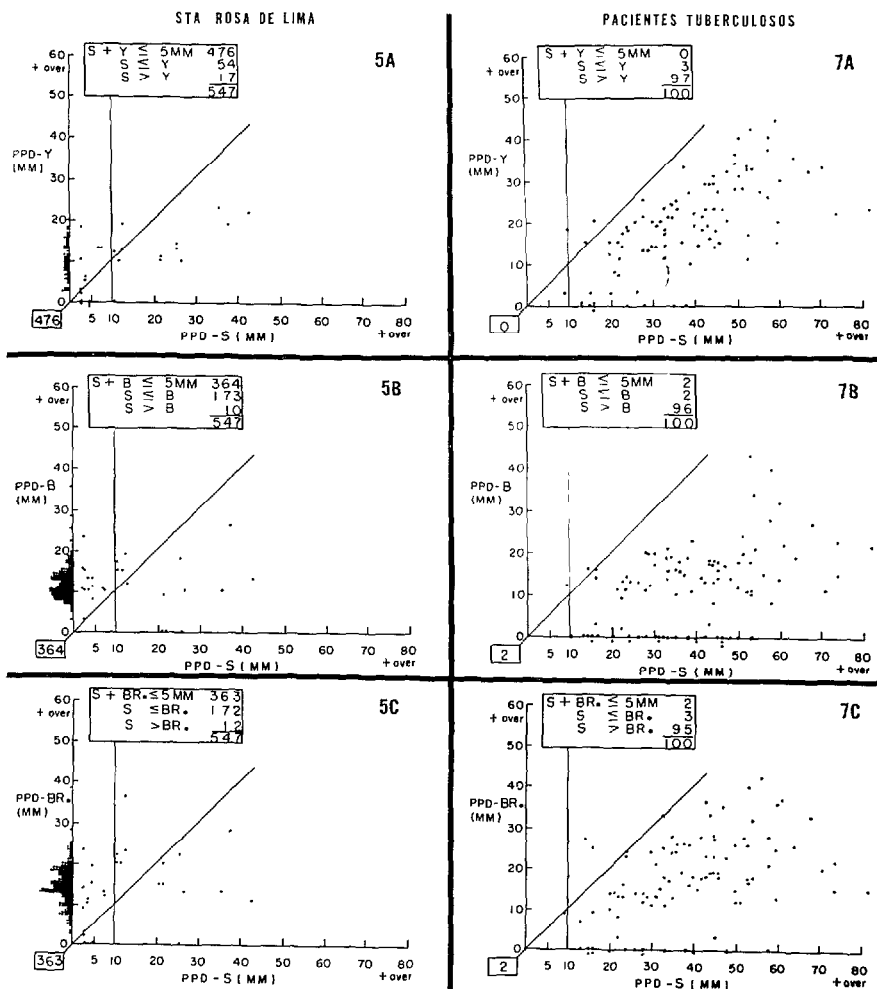 STA ROSA DE LIMA
PACIENTES TUBERCULOSOS
5A
S + Y ≤ 5MM 476
S ≤ Y 54
S > Y 17
547
60
+ over
50
40
PPD-Y
(MM)
30
20
10
0
476
5 10 20 30 40 50 60 70 80
PPD-S (MM)
+ over
7A
S + Y ≤ 5MM 0
S ≤ Y 3
S > Y 97
100
60
+ over
50
40
PPD-Y
(MM)
30
20
10
0
0
5 10 20 30 40 50 60 70 80
PPD-S (MM)
+ over
5B
S + B ≤ 5MM 364
S ≤ B 173
S > B 10
547
60
+ over
50
40
PPD-B
(MM)
30
20
10
0
364
5 10 20 30 40 50 60 70 80
PPD-S (MM)
+ over
7B
S + B ≤ 5MM 2
S ≤ B 2
S > B 96
100
60
+ over
50
40
PPD-B
(MM)
30
20
10
0
2
5 10 20 30 40 50 60 70 80
PPD-S (MM)
+ over
5C
S + BR. ≤ 5MM 363
S ≤ BR. 172
S > BR. 12
547
60
+ over
50
40
PPD-BR.
(MM)
30
20
10
0
363
5 10 20 30 40 50 60 70 80
PPD-S (MM)
+ over
7C
S + BR. ≤ 5MM 2
S ≤ BR. 3
S > BR. 95
100
60
+ over
50
40
PPD-BR.
(MM)
30
20
10
0
2
5 10 20 30 40 50 60 70 80
PPD-S (MM)
+ over